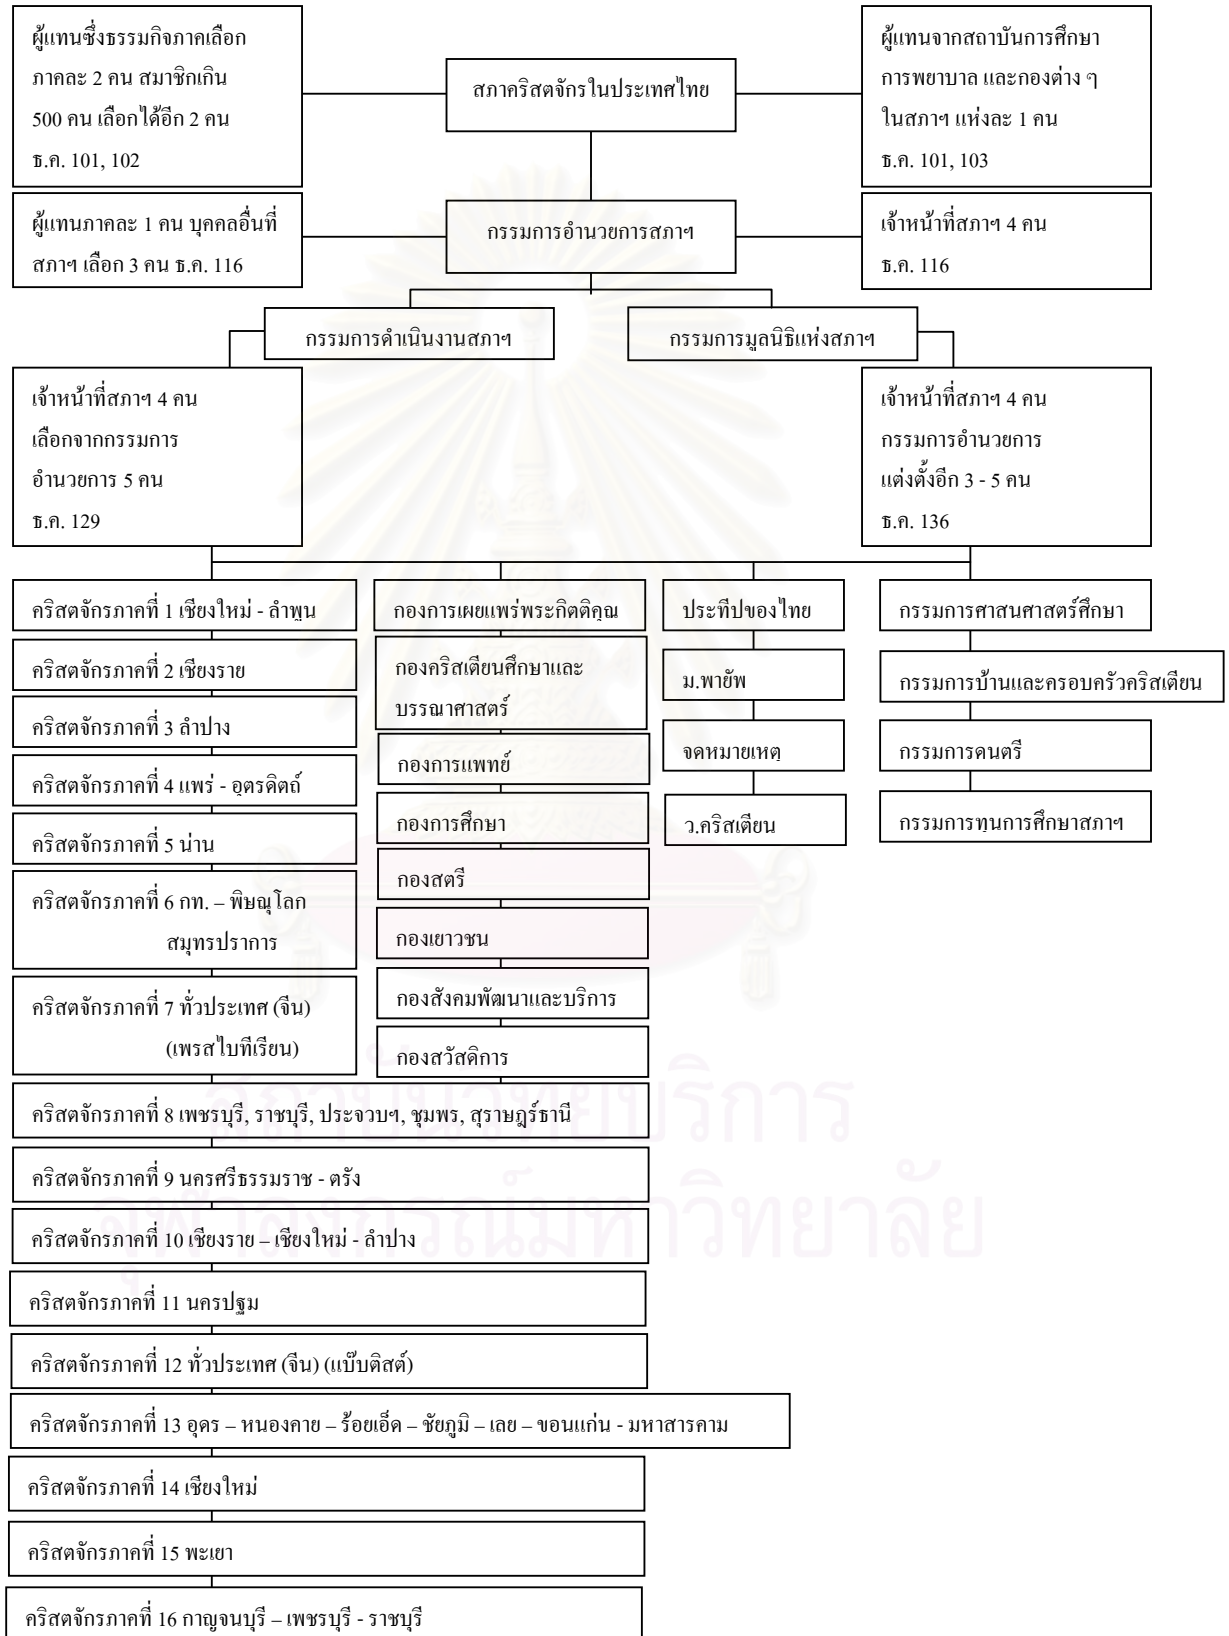 ผู้แทนซึ่งธรรมกิจภาคเลือก
ภาคละ 2 คน สมาชิกเกิน
500 คน เลือกได้อีก 2 คน
ธ.ค. 101, 102
สภาคริสตจักรในประเทศไทย
ผู้แทนจากสถาบันการศึกษา
การพยาบาล และกองต่าง ๆ
ในสภาฯ แห่งละ 1 คน
ธ.ค. 101, 103
ผู้แทนภาคละ 1 คน บุคคลอื่นที่
สภาฯ เลือก 3 คน ธ.ค. 116
กรรมการอำนวยการสภาฯ
เจ้าหน้าที่สภาฯ 4 คน
ธ.ค. 116
กรรมการดำเนินงานสภาฯ
กรรมการมูลนิธิแห่งสภาฯ
เจ้าหน้าที่สภาฯ 4 คน
เลือกจากกรรมการ
อำนวยการ 5 คน
ธ.ค. 129
เจ้าหน้าที่สภาฯ 4 คน
กรรมการอำนวยการ
แต่งตั้งอีก 3 - 5 คน
ธ.ค. 136
คริสตจักรภาคที่ 1 เชียงใหม่ - ลำพูน
คริสตจักรภาคที่ 2 เชียงราย
คริสตจักรภาคที่ 3 ลำปาง
คริสตจักรภาคที่ 4 แพร่ - อุตรดิตถ์
คริสตจักรภาคที่ 5 น่าน
คริสตจักรภาคที่ 6 กท. – พิษณุโลก
สมุทรปราการ
คริสตจักรภาคที่ 7 ทั่วประเทศ (จีน)
(เพรสไบทีเรียน)
กองการเผยแพร่พระกิตติคุณ
กองคริสเตียนศึกษาและ
บรรณาศาสตร์
กองการแพทย์
กองการศึกษา
กองสตรี
กองเยาวชน
กองสังคมพัฒนาและบริการ
กองสวัสดิการ
ประทีปของไทย
ม.พายัพ
จดหมายเหตุ
ว.คริสเตียน
กรรมการศาสนศาสตร์ศึกษา
กรรมการบ้านและครอบครัวคริสเตียน
กรรมการดนตรี
กรรมการทุนการศึกษาสภาฯ
คริสตจักรภาคที่ 8 เพชรบุรี, ราชบุรี, ประจวบฯ, ชุมพร, สุราษฎร์ธานี
คริสตจักรภาคที่ 9 นครศรีธรรมราช - ตรัง
คริสตจักรภาคที่ 10 เชียงราย – เชียงใหม่ - ลำปาง
คริสตจักรภาคที่ 11 นครปฐม
คริสตจักรภาคที่ 12 ทั่วประเทศ (จีน) (แบ๊บติสต์)
คริสตจักรภาคที่ 13 อุดร – หนองคาย – ร้อยเอ็ด – ชัยภูมิ – เลย – ขอนแก่น - มหาสารคาม
คริสตจักรภาคที่ 14 เชียงใหม่
คริสตจักรภาคที่ 15 พะเยา
คริสตจักรภาคที่ 16 กาญจนบุรี – เพชรบุรี - ราชบุรี
สถาบันวิทยบริการ
จุฬาลงกรณ์มหาวิทยาลัย